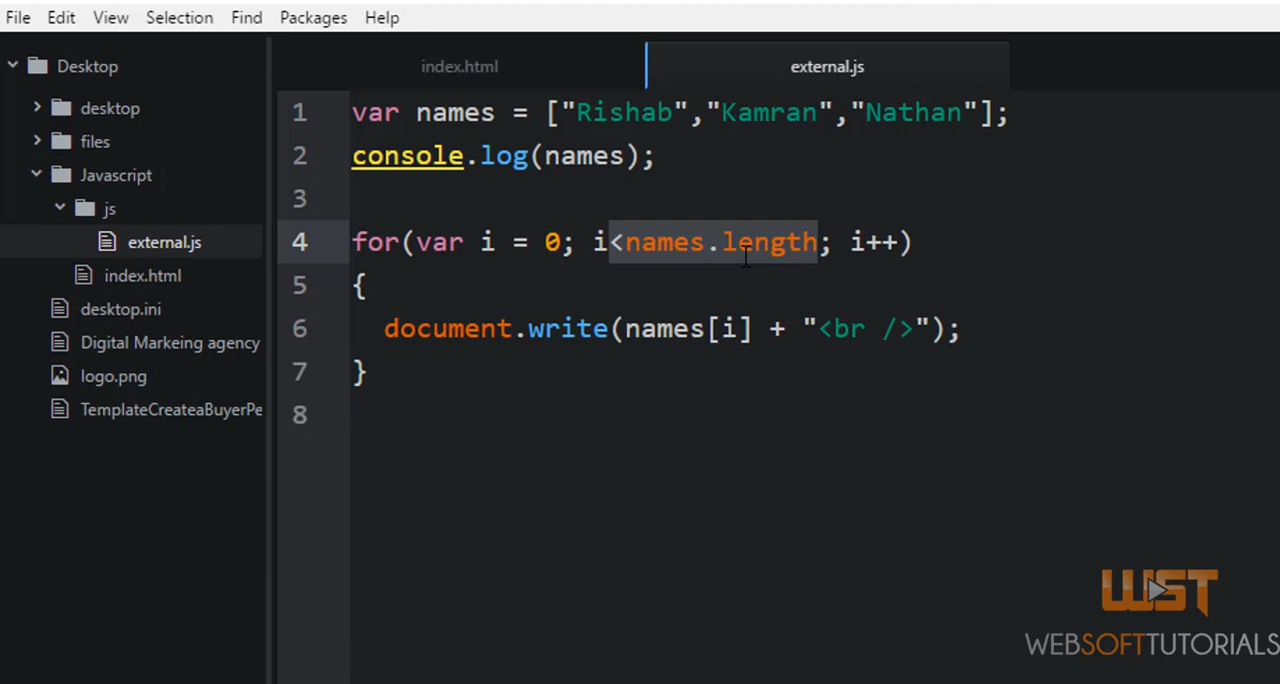 File Edit View Selection Find Packages Help
Desktop
desktop
files
Javascript
js
external.js
index.html
desktop.ini
Digital Markeing agency
logo.png
TemplateCreateaBuyerPe
index.html external.js
1 var names = ["Rishab","Kamran","Nathan"];
2 console.log(names);
3
4 for(var i = 0; i<names.length; i++)
5 {
6 document.write(names[i] + "<br />");
7 }
8
WST
WEBSOFTTUTORIALS